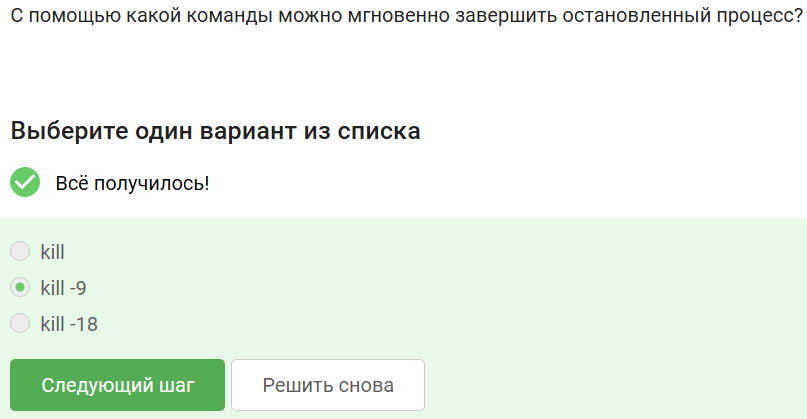 С помощью какой команды можно мгновенно завершить остановленный процесс?
Выберите один вариант из списка
Всё получилось!
kill
kill -9
kill -18
Следующий шаг
Решить снова